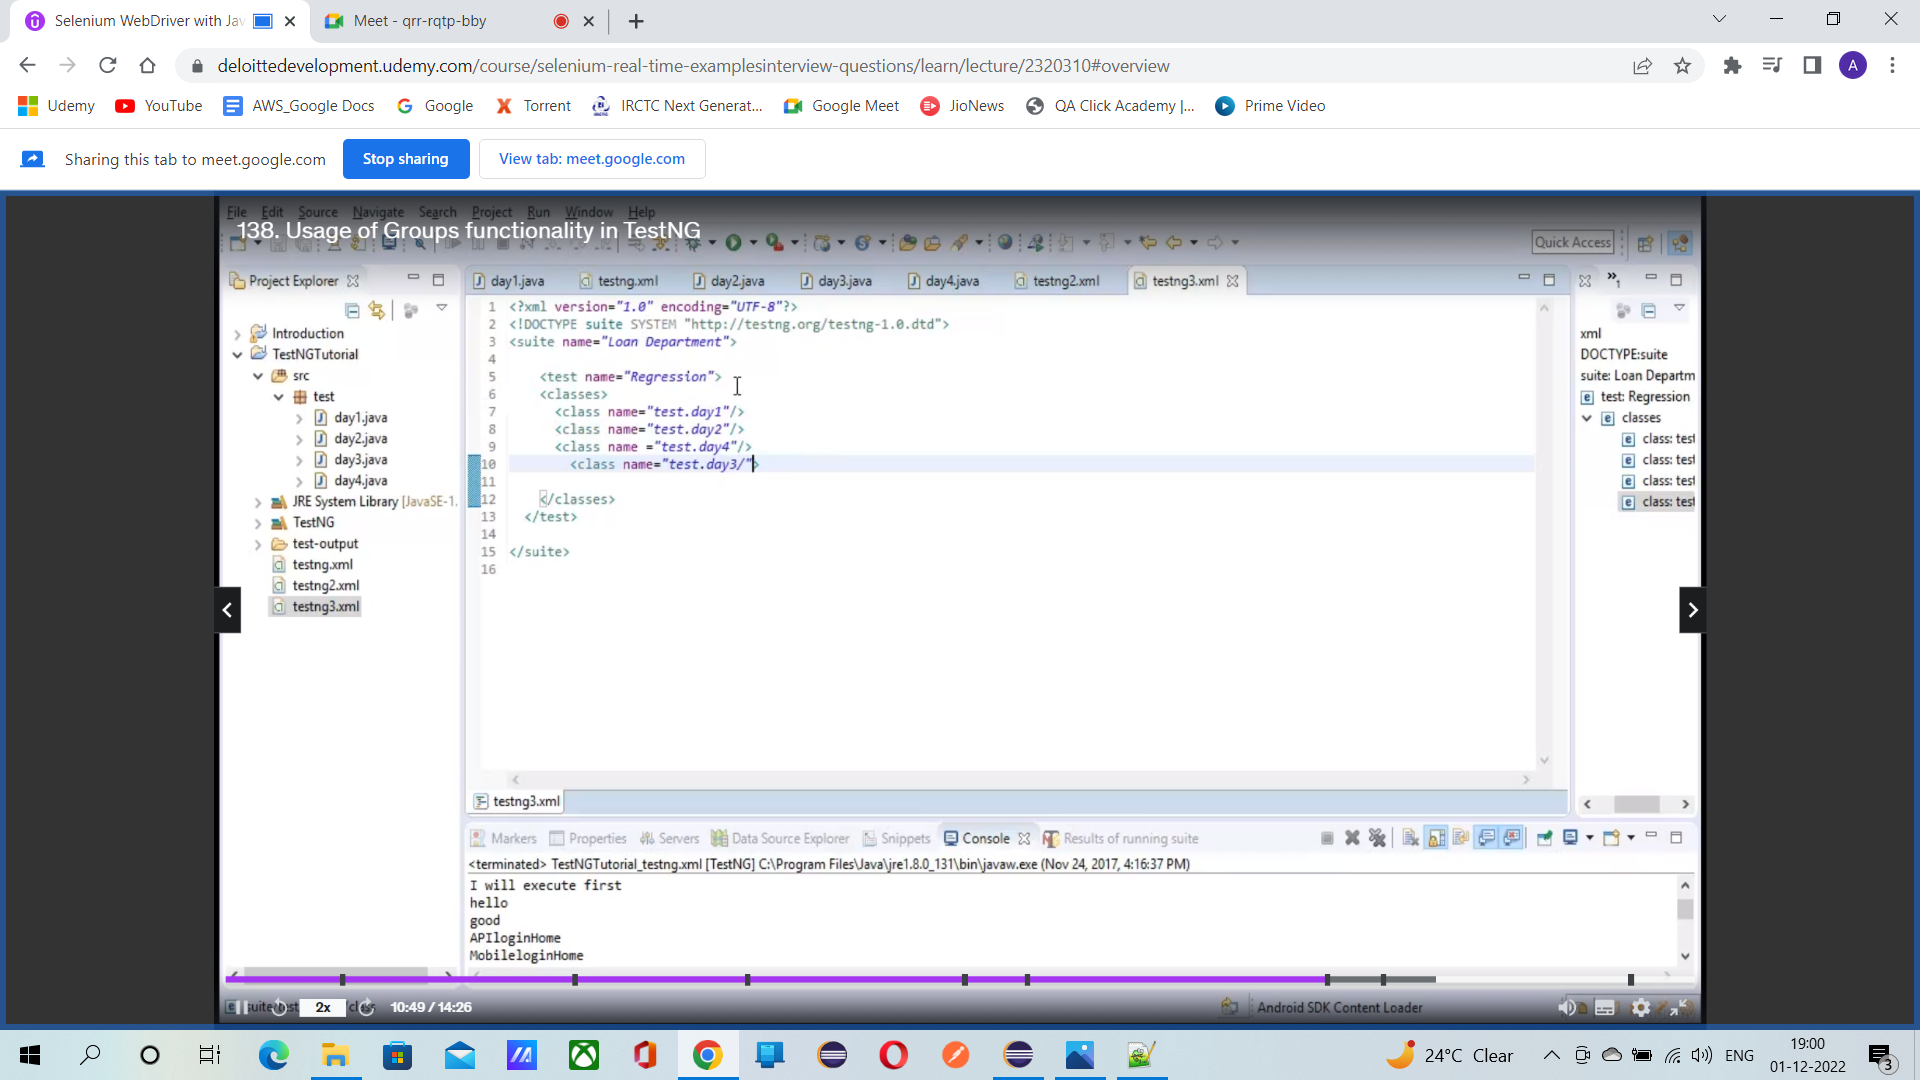 Selenium WebDriver with Jav
Meet - qrr-rqtp-bby
deloittedevelopment.udemy.com/course/selenium-real-time-examplesinterview-questions/learn/lecture/2320310#overview
A
Udemy YouTube AWS_Google Docs Google Torrent IRCTC Next Generat... Google Meet JioNews QA Click Academy |... Prime Video
Sharing this tab to meet.google.com Stop sharing View tab: meet.google.com
File Edit Source Navigate Search Project Run Window Help
138. Usage of Groups functionality in TestNG
Quick Access
Project Explorer
day1.java testng.xml day2.java day3.java day4.java testng2.xml testng3.xml
Introduction
TestNGTutorial
src
test
day1.java
day2.java
day3.java
day4.java
JRE System Library [JavaSE-1.
TestNG
test-output
testng.xml
testng2.xml
testng3.xml
1 <?xml version="1.0" encoding="UTF-8"?>
2 <!DOCTYPE suite SYSTEM "http://testng.org/testng-1.0.dtd">
3 <suite name="Loan Department">
4
5 <test name="Regression">
6 <classes>
7 <class name="test.day1"/>
8 <class name="test.day2"/>
9 <class name ="test.day4"/>
10 <class name="test.day3/">
11
12 </classes>
13 </test>
14
15 </suite>
16
xml
DOCTYPE:suite
suite: Loan Departm
test: Regression
classes
class: test
class: test
class: test
class: test
testng3.xml
Markers Properties Servers Data Source Explorer Snippets Console Results of running suite
<terminated> TestNGTutorial_testng.xml [TestNG] C:\Program Files\Java\jre1.8.0_131\bin\javaw.exe (Nov 24, 2017, 4:16:37 PM)
I will execute first
hello
good
APIloginHome
MobileloginHome
2x 10:49 / 14:26
Android SDK Content Loader
24°C Clear
ENG
19:00
01-12-2022
3